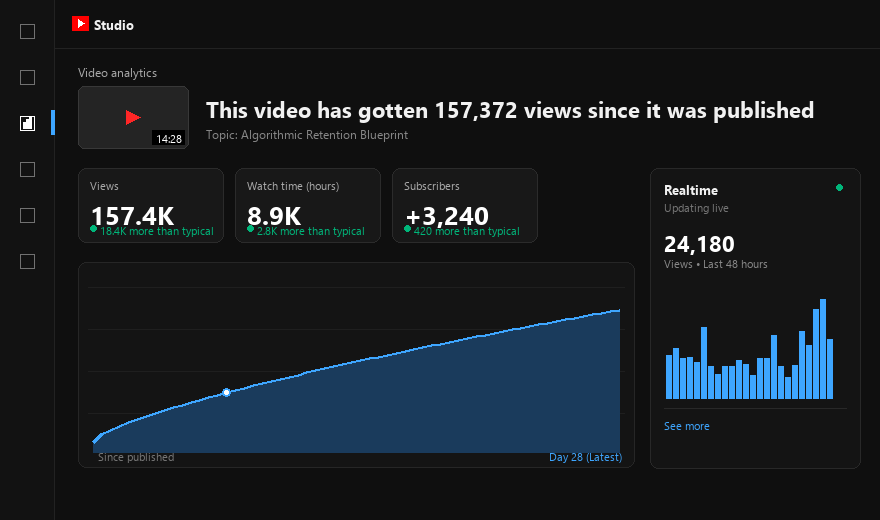 Studio
Video analytics
14:28
This video has gotten 157,372 views since it was published
Topic: Algorithmic Retention Blueprint
Views
157.4K
18.4K more than typical
Watch time (hours)
8.9K
2.8K more than typical
Subscribers
+3,240
420 more than typical
Since published
Day 28 (Latest)
Realtime
Updating live
24,180
Views • Last 48 hours
See more